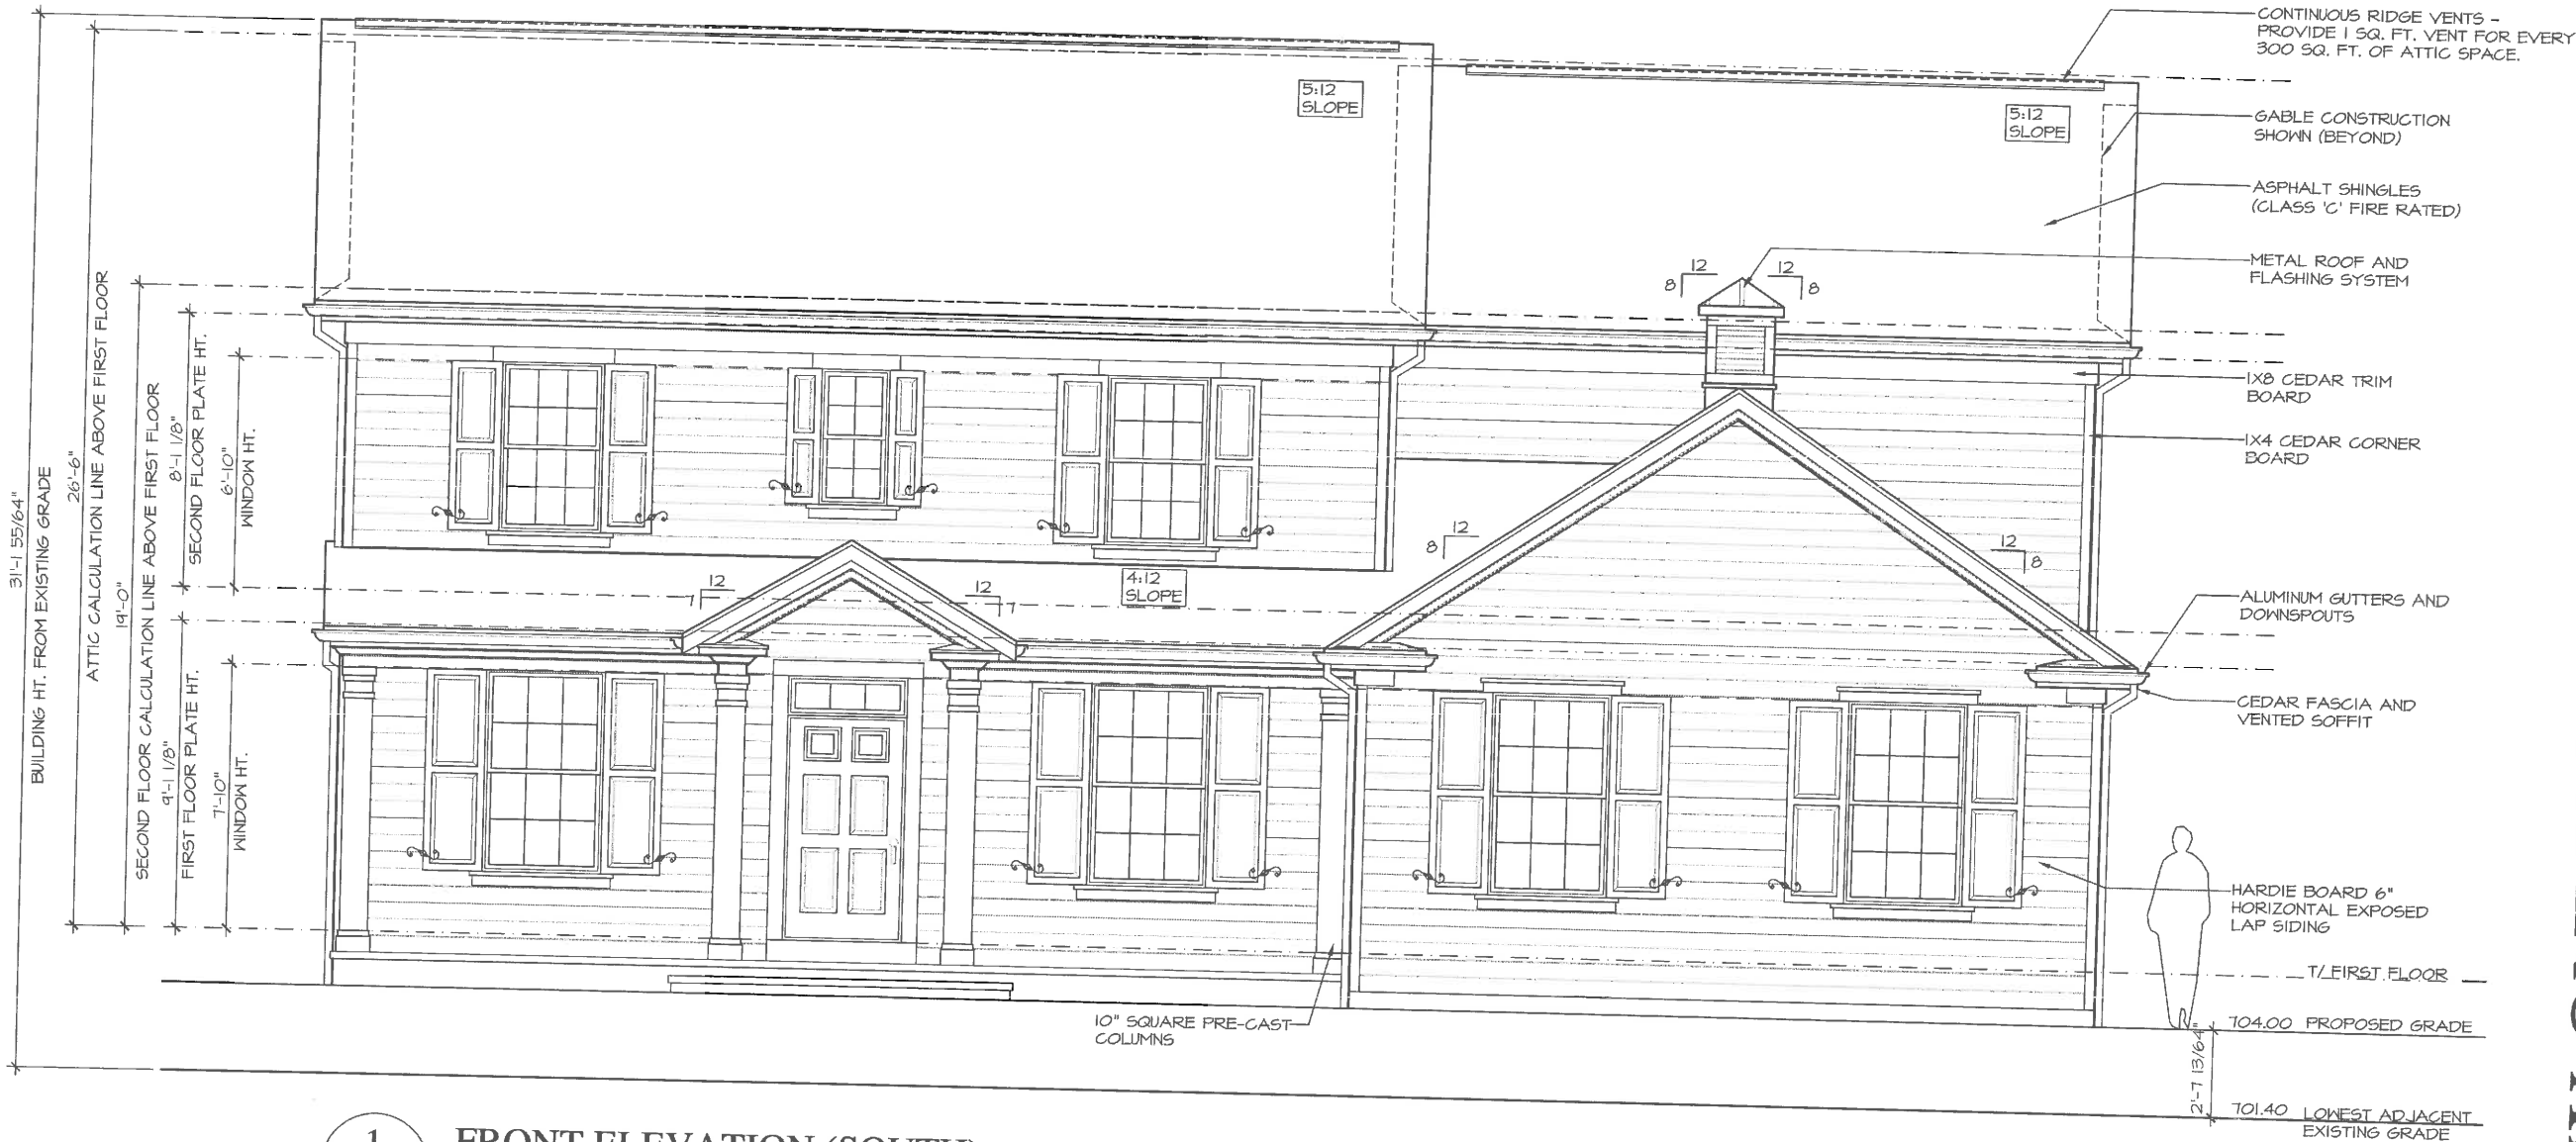 CONTINUOUS RIDGE VENTS -
PROVIDE 1 SQ. FT. VENT FOR EVERY
300 SQ. FT. OF ATTIC SPACE.
5:12
SLOPE
5:12
SLOPE
GABLE CONSTRUCTION
SHOWN (BEYOND)
ASPHALT SHINGLES
(CLASS 'C' FIRE RATED)
METAL ROOF AND
FLASHING SYSTEM
12
8
12
8
1X8 CEDAR TRIM
BOARD
1X4 CEDAR CORNER
BOARD
31'-1 55/64"
BUILDING HT. FROM EXISTING GRADE
26'-6"
ATTIC CALCULATION LINE ABOVE FIRST FLOOR
19'-0"
SECOND FLOOR CALCULATION LINE ABOVE FIRST FLOOR
8'-1 1/8"
SECOND FLOOR PLATE HT.
6'-10"
WINDOW HT.
9'-1 1/8"
FIRST FLOOR PLATE HT.
7'-10"
WINDOW HT.
12
7
12
7
4:12
SLOPE
12
8
12
8
ALUMINUM GUTTERS AND
DOWNSPOUTS
CEDAR FASCIA AND
VENTED SOFFIT
HARDIE BOARD 6"
HORIZONTAL EXPOSED
LAP SIDING
T/ FIRST FLOOR
10" SQUARE PRE-CAST
COLUMNS
704.00 PROPOSED GRADE
2'-7 13/64"
701.40 LOWEST ADJACENT
EXISTING GRADE
1
FRONT ELEVATION (SOUTH)